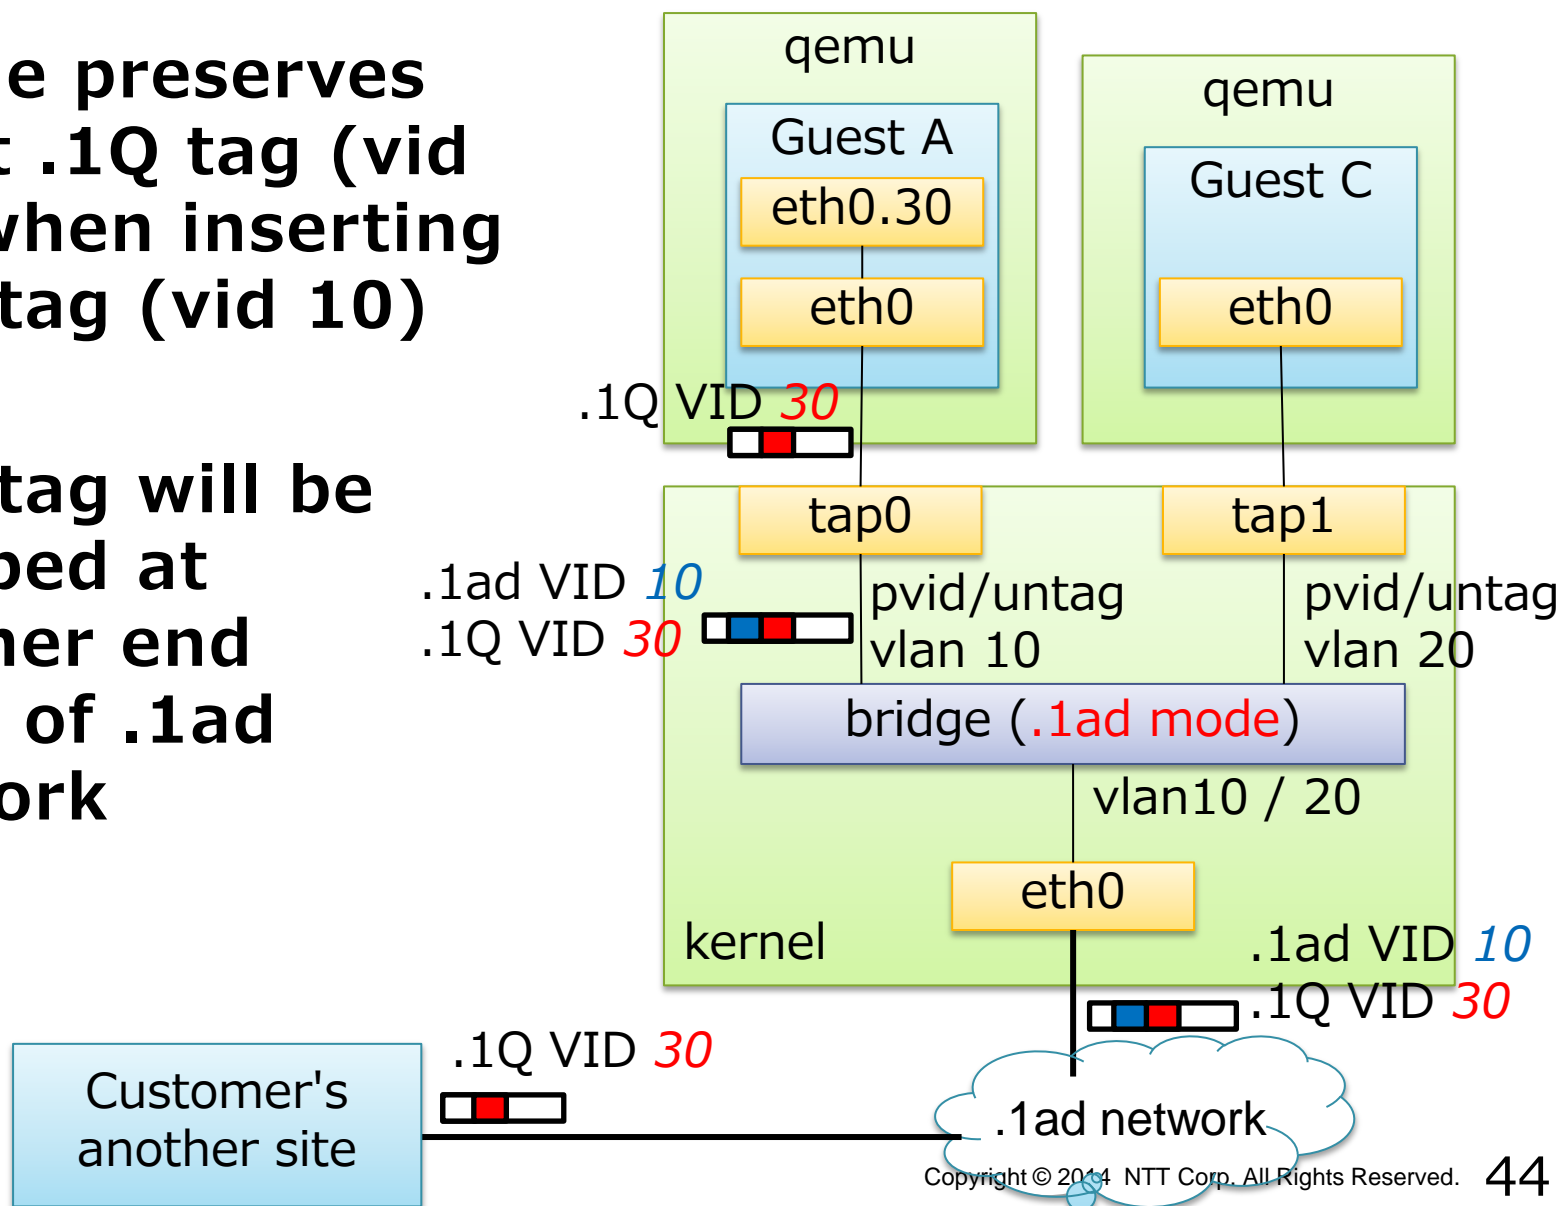 e preserves
t .1Q tag (vid
when inserting
tag (vid 10)
tag will be
ped at
her end
of .1ad
ork
qemu
Guest A
eth0.30
eth0
qemu
Guest C
eth0
.1Q VID 30
tap0
tap1
.1ad VID 10
.1Q VID 30
pvid/untag
vlan 10
pvid/untag
vlan 20
bridge (.1ad mode)
vlan10 / 20
eth0
kernel
.1ad VID 10
.1Q VID 30
.1Q VID 30
Customer's
another site
.1ad network
Copyright © 2014 NTT Corp. All Rights Reserved.
44